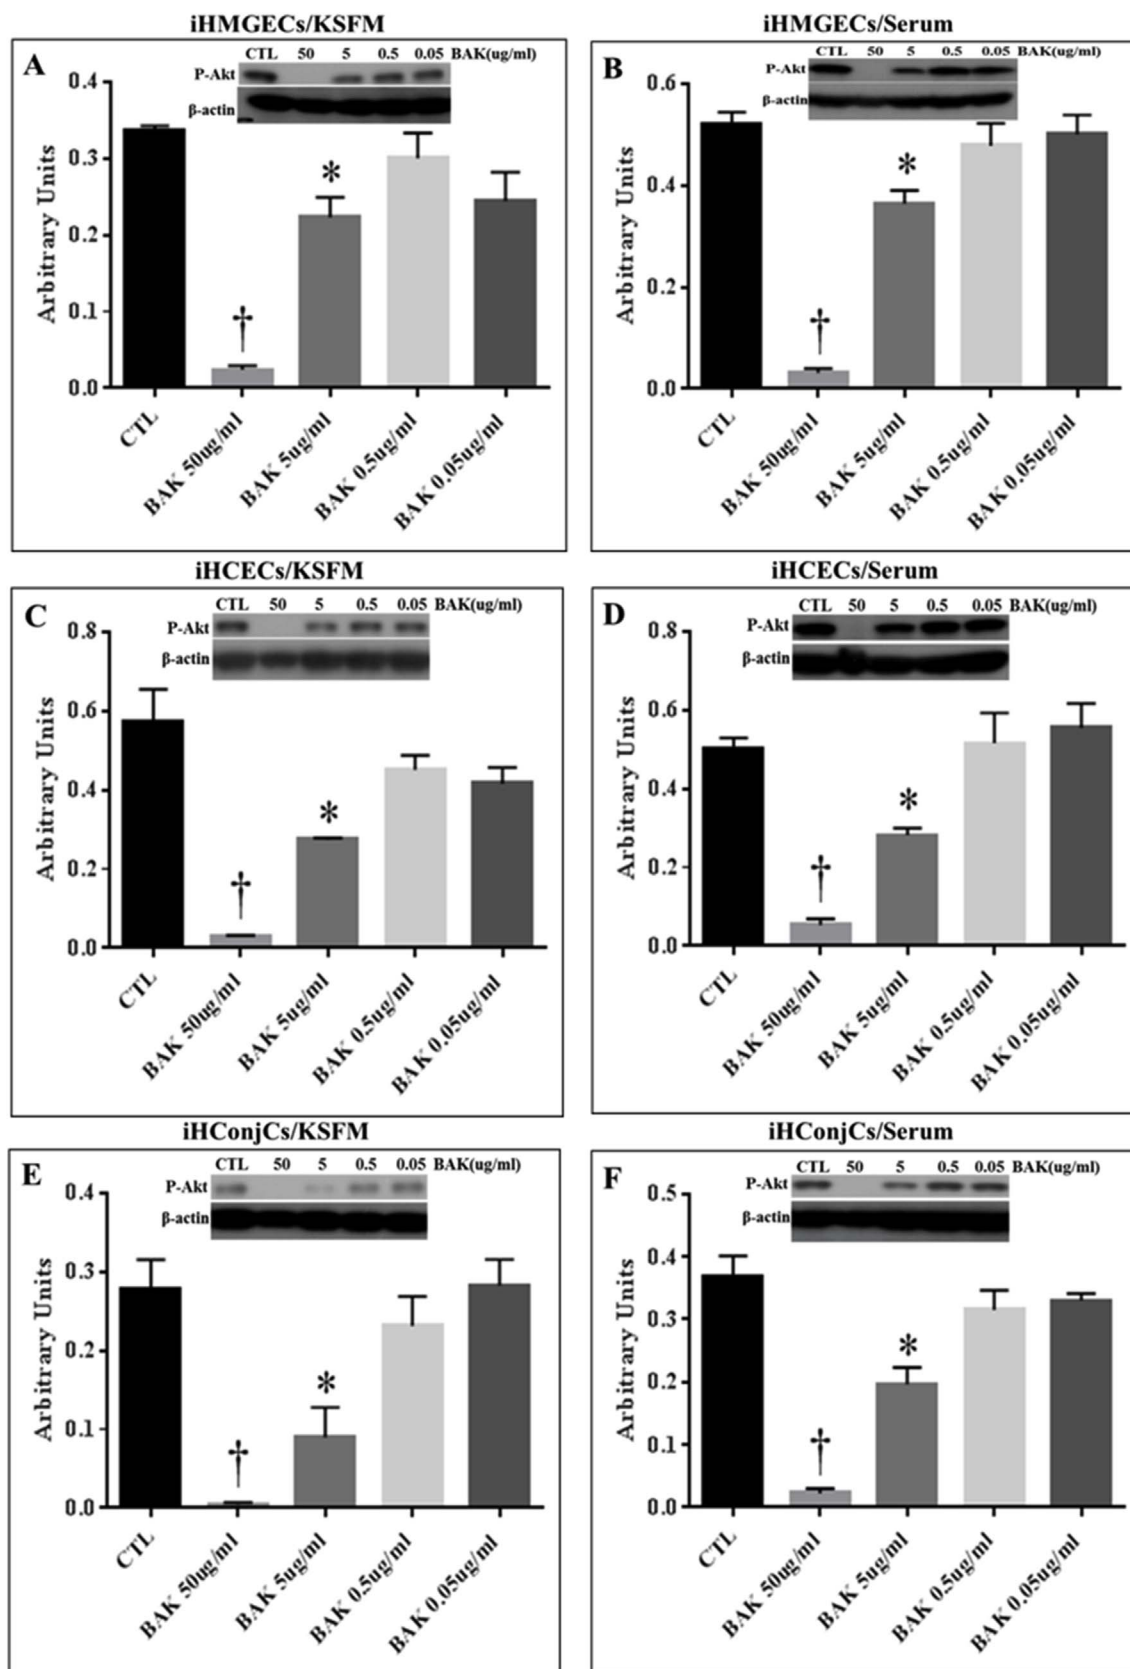 iHMGECs/KSFM
A
CTL 50 5 0.5 0.05 BAK(ug/ml)
P-Akt
β-actin
0.4
0.3
0.2
0.1
0.0
Arbitrary Units
*
†
CTL
BAK 50ug/ml
BAK 5ug/ml
BAK 0.5ug/ml
BAK 0.05ug/ml
iHMGECs/Serum
B
CTL 50 5 0.5 0.05 BAK(ug/ml)
P-Akt
β-actin
0.6
0.4
0.2
0.0
Arbitrary Units
*
†
CTL
BAK 50ug/ml
BAK 5ug/ml
BAK 0.5ug/ml
BAK 0.05ug/ml
iHCECs/KSFM
C
CTL 50 5 0.5 0.05 BAK(ug/ml)
P-Akt
β-actin
0.8
0.6
0.4
0.2
0.0
Arbitrary Units
*
†
CTL
BAK 50ug/ml
BAK 5ug/ml
BAK 0.5ug/ml
BAK 0.05ug/ml
iHCECs/Serum
D
CTL 50 5 0.5 0.05 BAK(ug/ml)
P-Akt
β-actin
0.8
0.6
0.4
0.2
0.0
Arbitrary Units
*
†
CTL
BAK 50ug/ml
BAK 5ug/ml
BAK 0.5ug/ml
BAK 0.05ug/ml
iHConjCs/KSFM
E
CTL 50 5 0.5 0.05 BAK(ug/ml)
P-Akt
β-actin
0.4
0.3
0.2
0.1
0.0
Arbitrary Units
*
†
CTL
BAK 50ug/ml
BAK 5ug/ml
BAK 0.5ug/ml
BAK 0.05ug/ml
iHConjCs/Serum
F
CTL 50 5 0.5 0.05 BAK(ug/ml)
P-Akt
β-actin
0.5
0.4
0.3
0.2
0.1
0.0
Arbitrary Units
*
†
CTL
BAK 50ug/ml
BAK 5ug/ml
BAK 0.5ug/ml
BAK 0.05ug/ml